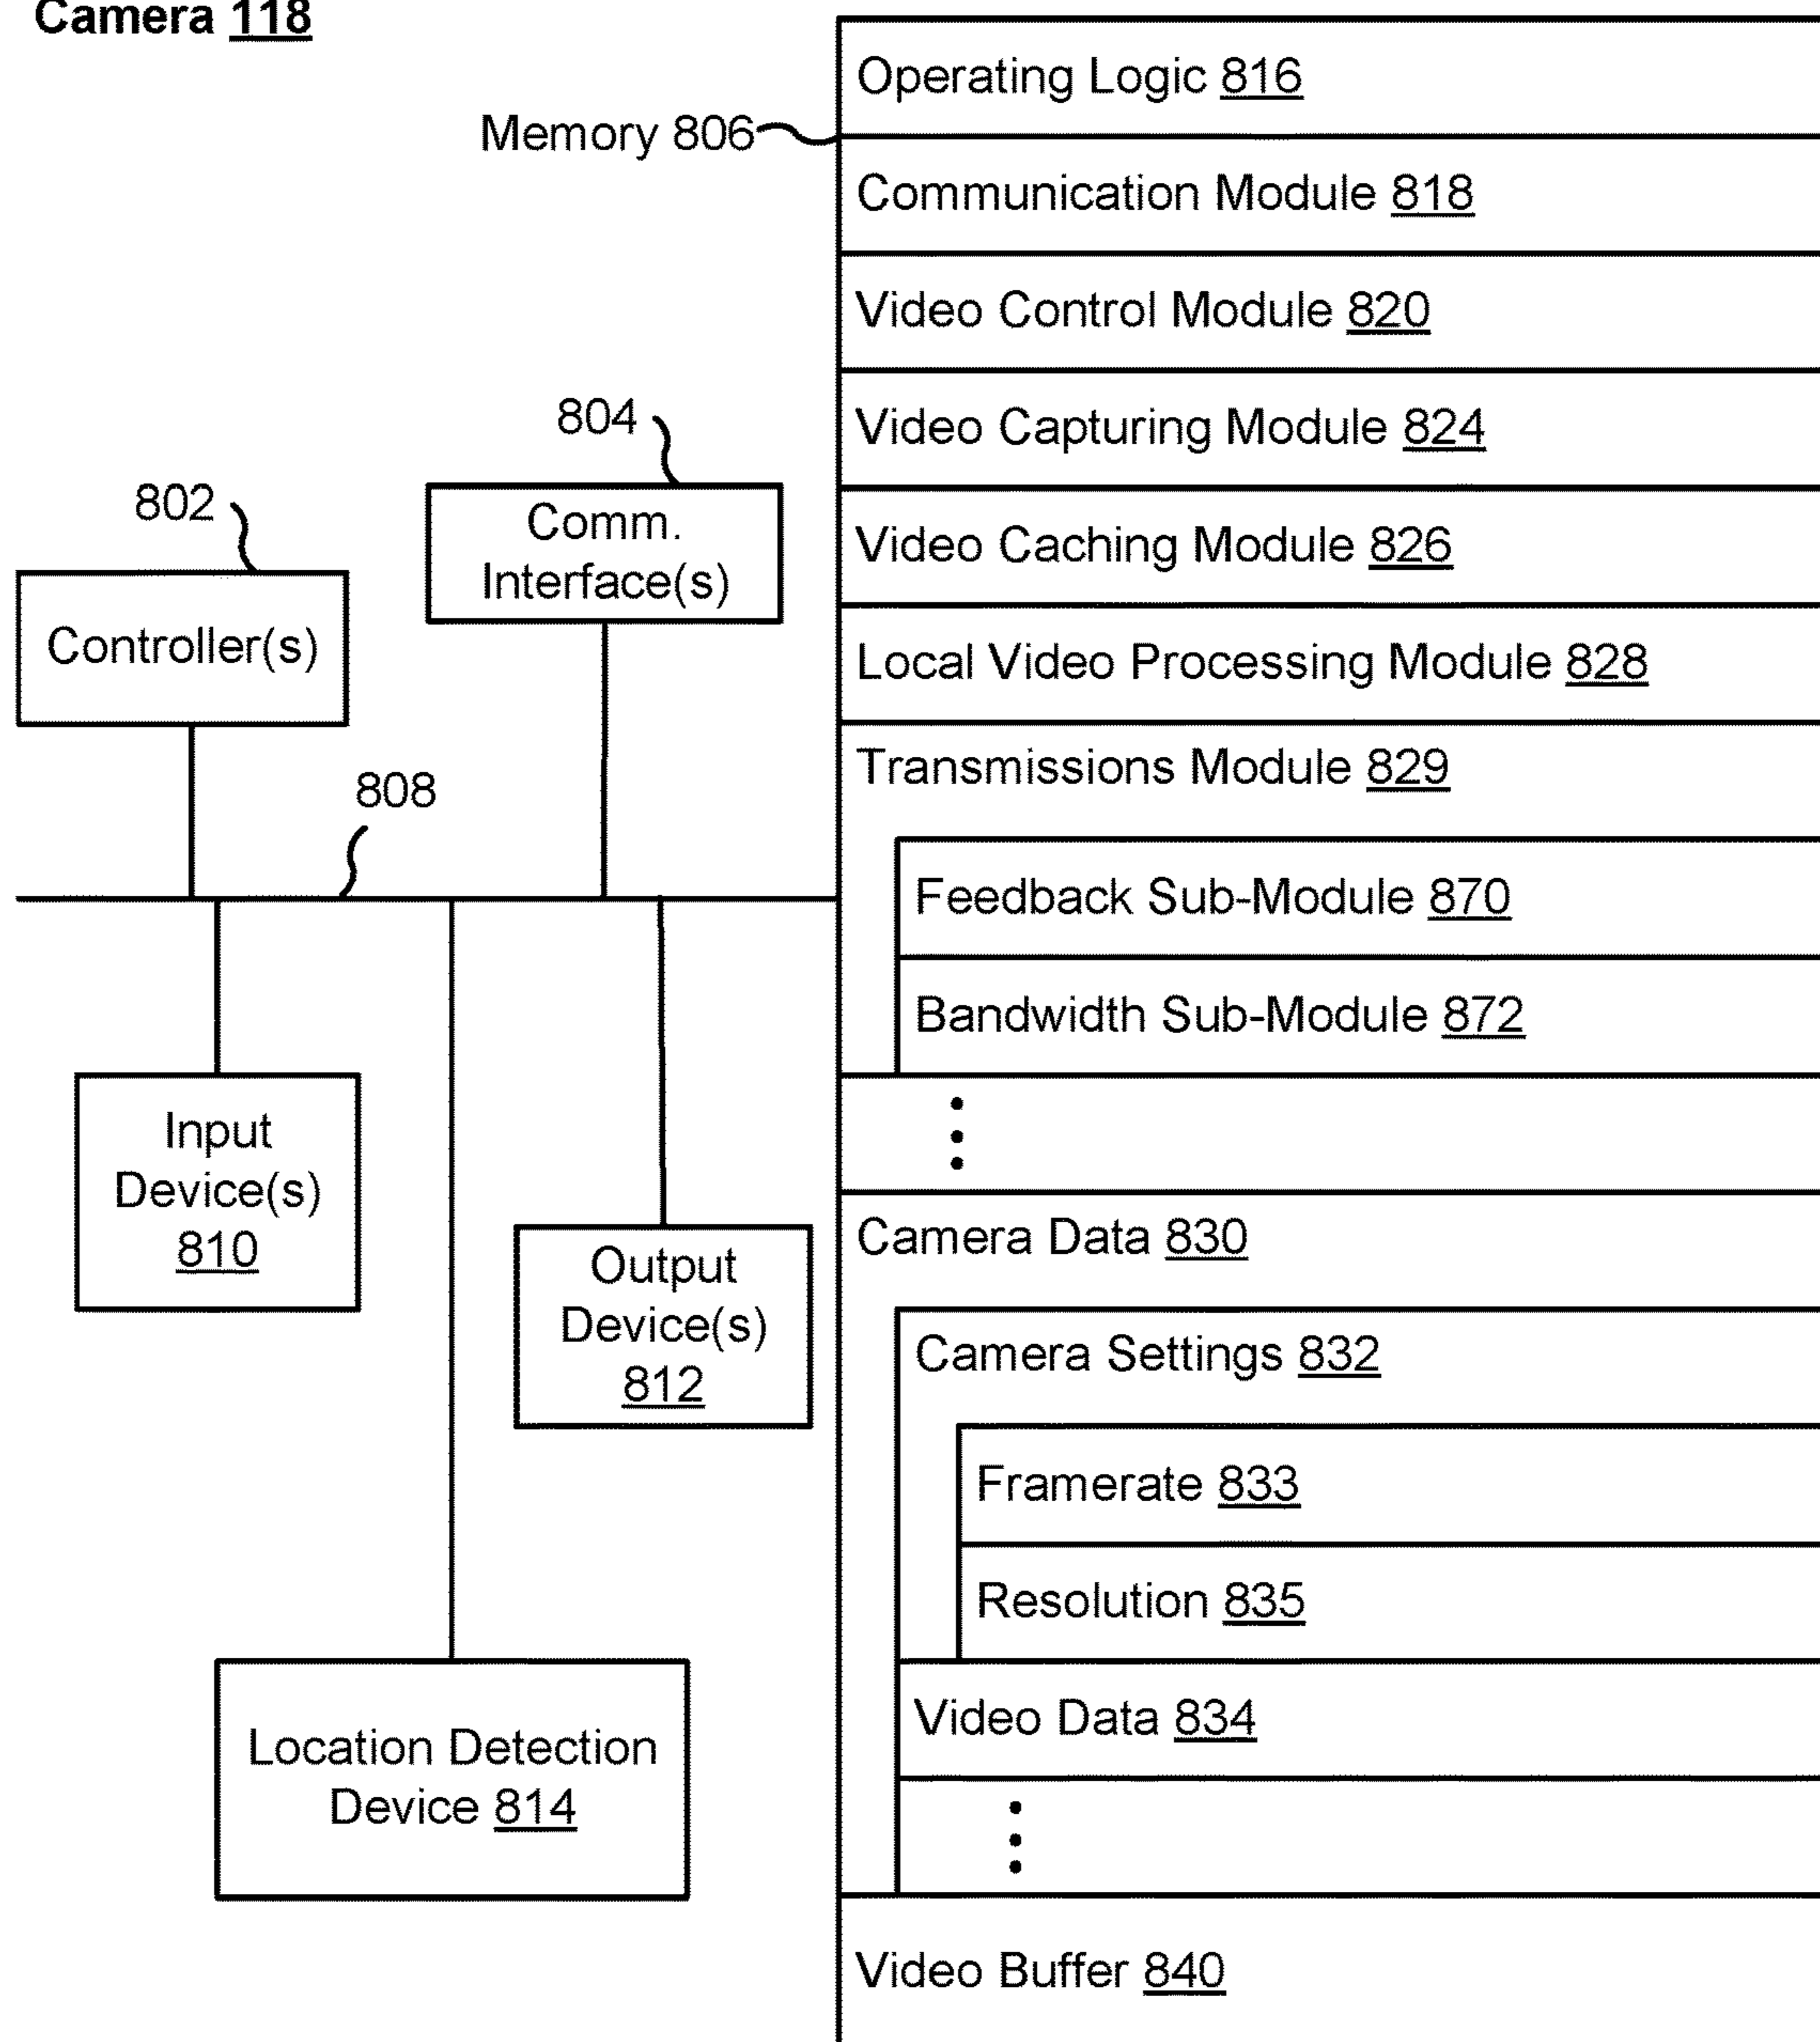 Camera 118
Memory 806
Operating Logic 816
Communication Module 818
Video Control Module 820
Video Capturing Module 824
Video Caching Module 826
Local Video Processing Module 828
Transmissions Module 829
Feedback Sub-Module 870
Bandwidth Sub-Module 872
Camera Data 830
Camera Settings 832
Framerate 833
Resolution 835
Video Data 834
Video Buffer 840
804
Comm.
Interface(s)
802
Controller(s)
808
Input
Device(s)
810
Output
Device(s)
812
Location Detection
Device 814